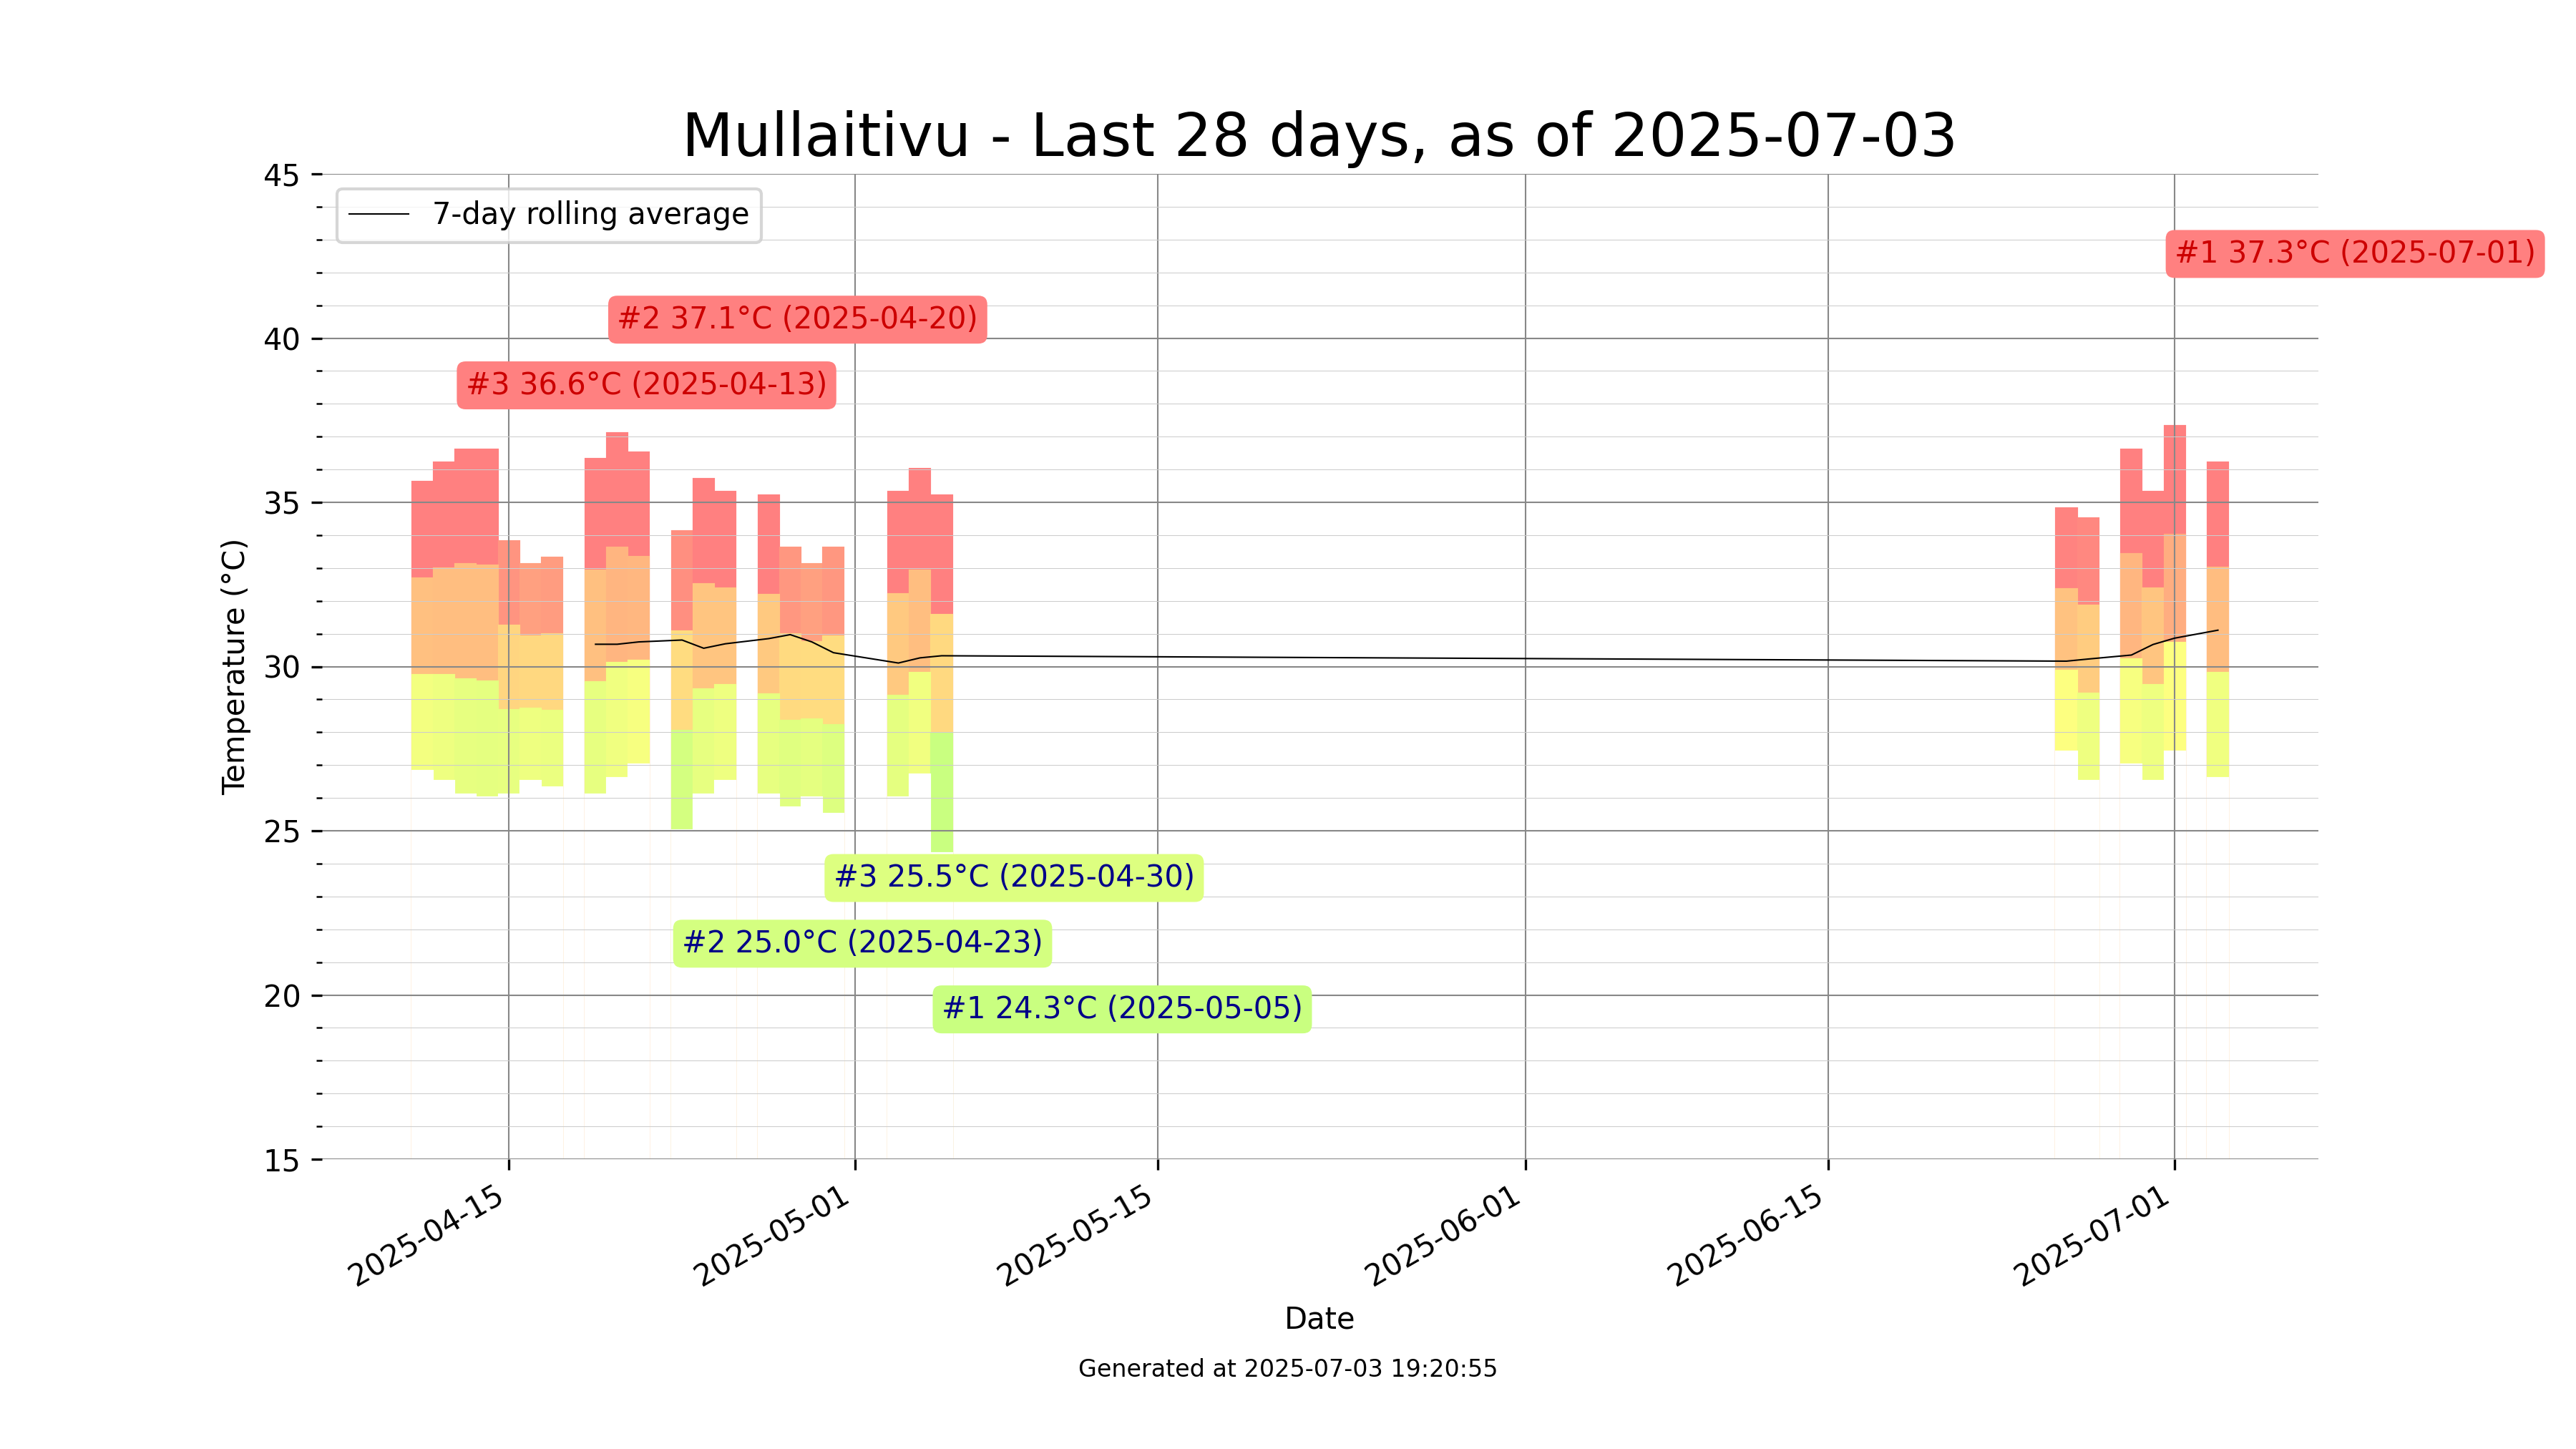 Mullaitivu - Last 28 days, as of 2025-07-03
45
7-day rolling average
#1 37.3°C (2025-07-01)
#2 37.1°C (2025-04-20)
40
#3 36.6°C (2025-04-13)
35
Temperature (°C)
30
25
#3 25.5°C (2025-04-30)
#2 25.0°C (2025-04-23)
20
#1 24.3°C (2025-05-05)
15
2025-04-15
2025-05-01
2025-05-15
2025-06-01
2025-06-15
2025-07-01
Date
Generated at 2025-07-03 19:20:55